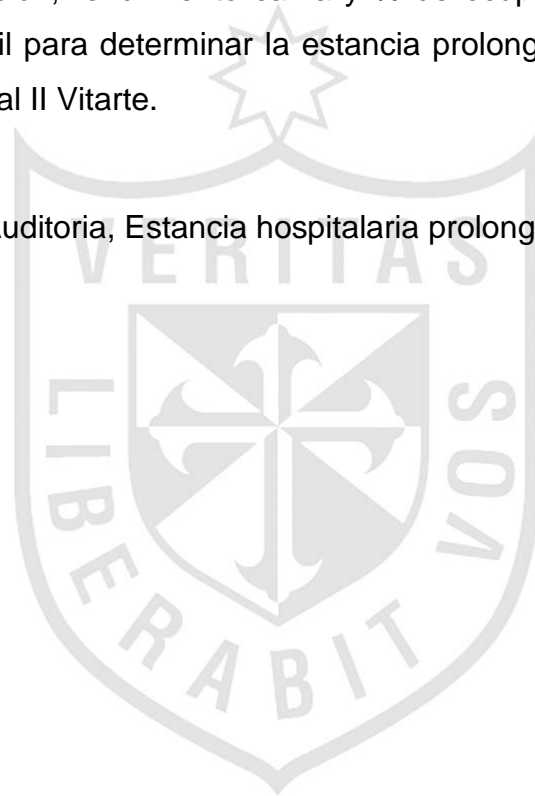 il para determinar la estancia prolong
al II Vitarte.
uditoria, Estancia hospitalaria prolong
VERITAS
LIBERABIT VOS